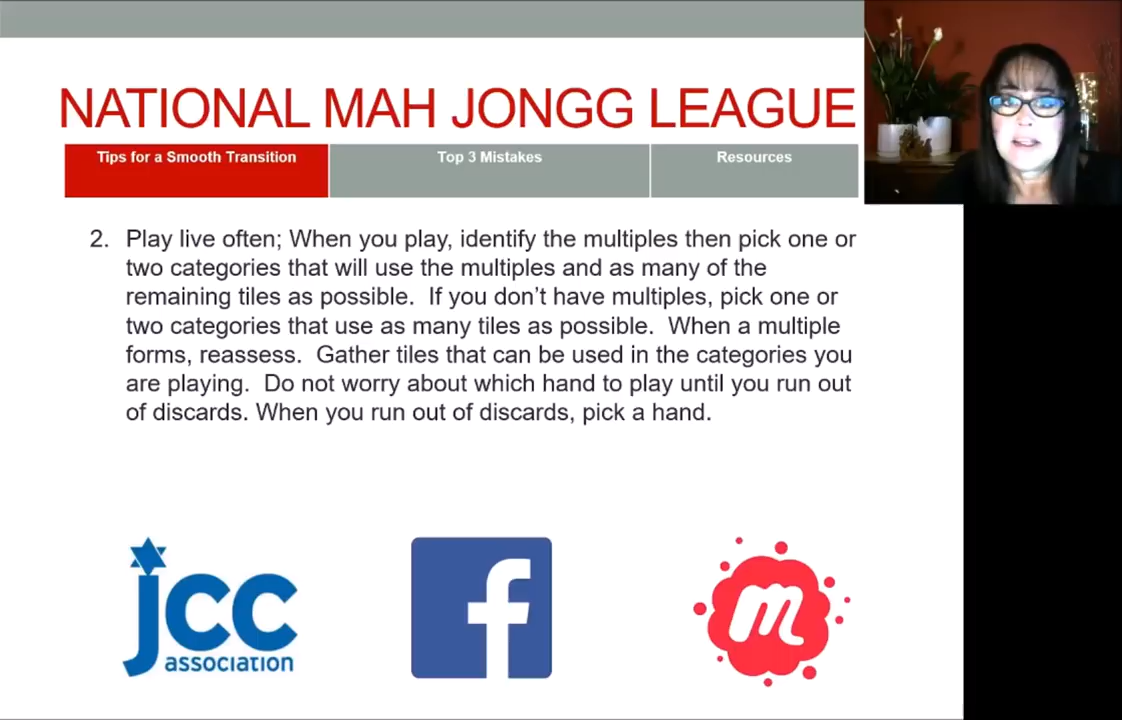 NATIONAL MAH JONGG LEAGUE
Tips for a Smooth Transition
Top 3 Mistakes
Resources
2. Play live often; When you play, identify the multiples then pick one or
two categories that will use the multiples and as many of the
remaining tiles as possible. If you don’t have multiples, pick one or
two categories that use as many tiles as possible. When a multiple
forms, reassess. Gather tiles that can be used in the categories you
are playing. Do not worry about which hand to play until you run out
of discards. When you run out of discards, pick a hand.
jcc
association
f
m